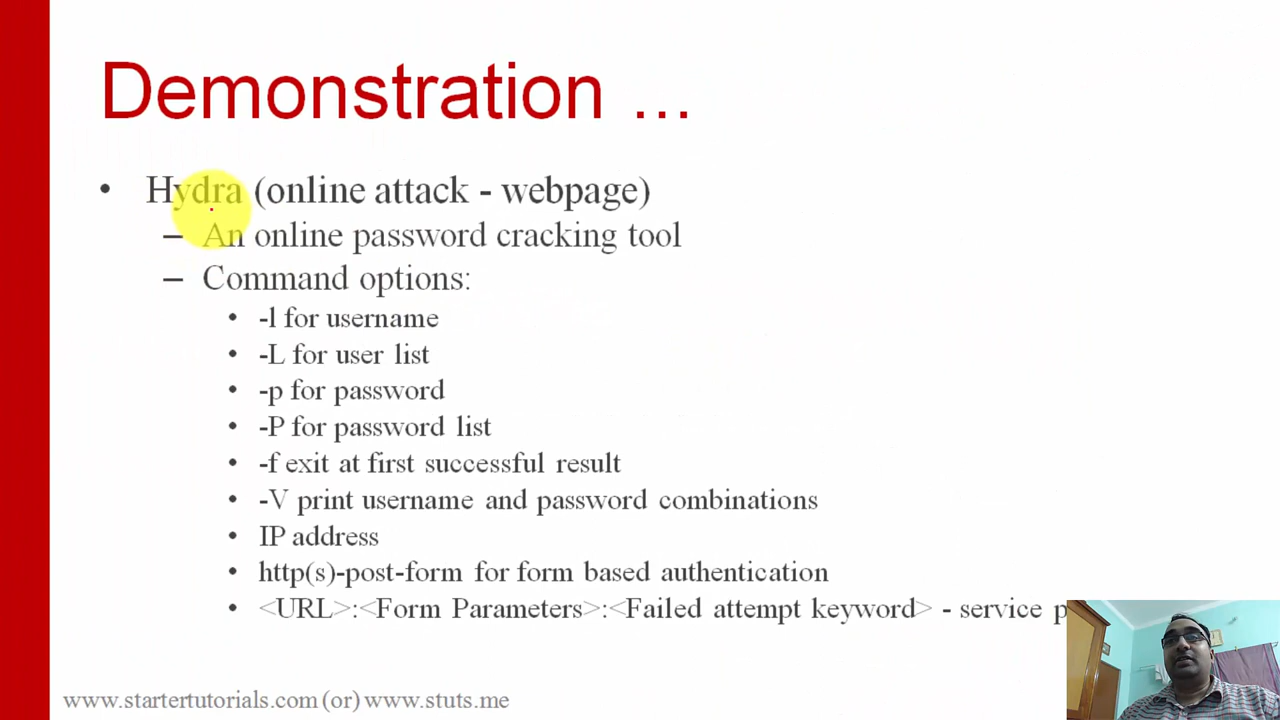 Demonstration ...
• Hydra (online attack - webpage)
– An online password cracking tool
– Command options:
• -l for username
• -L for user list
• -p for password
• -P for password list
• -f exit at first successful result
• -V print username and password combinations
• IP address
• http(s)-post-form for form based authentication
• <URL>:<Form Parameters>:<Failed attempt keyword> - service
www.startertutorials.com (or) www.stuts.me